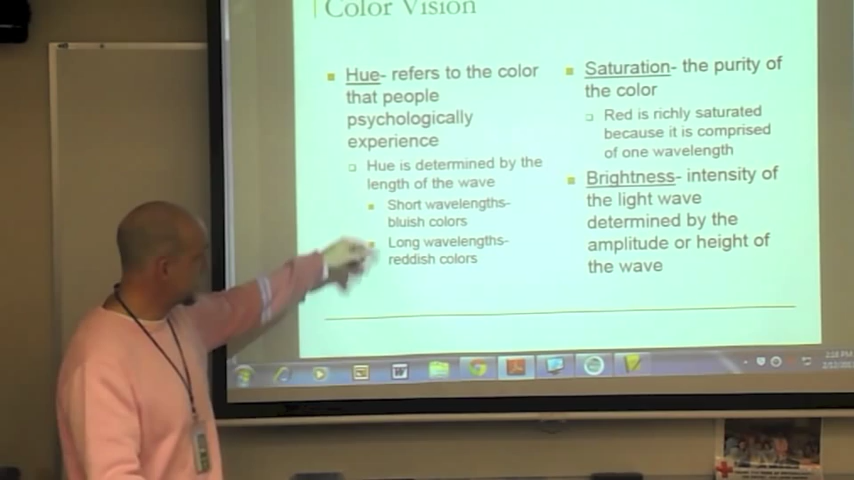 Color Vision
Hue- refers to the color
that people
psychologically
experience
Hue is determined by the
length of the wave
Short wavelengths-
bluish colors
Long wavelengths-
reddish colors
Saturation- the purity of
the color
Red is richly saturated
because it is comprised
of one wavelength
Brightness- intensity of
the light wave
determined by the
amplitude or height of
the wave
W